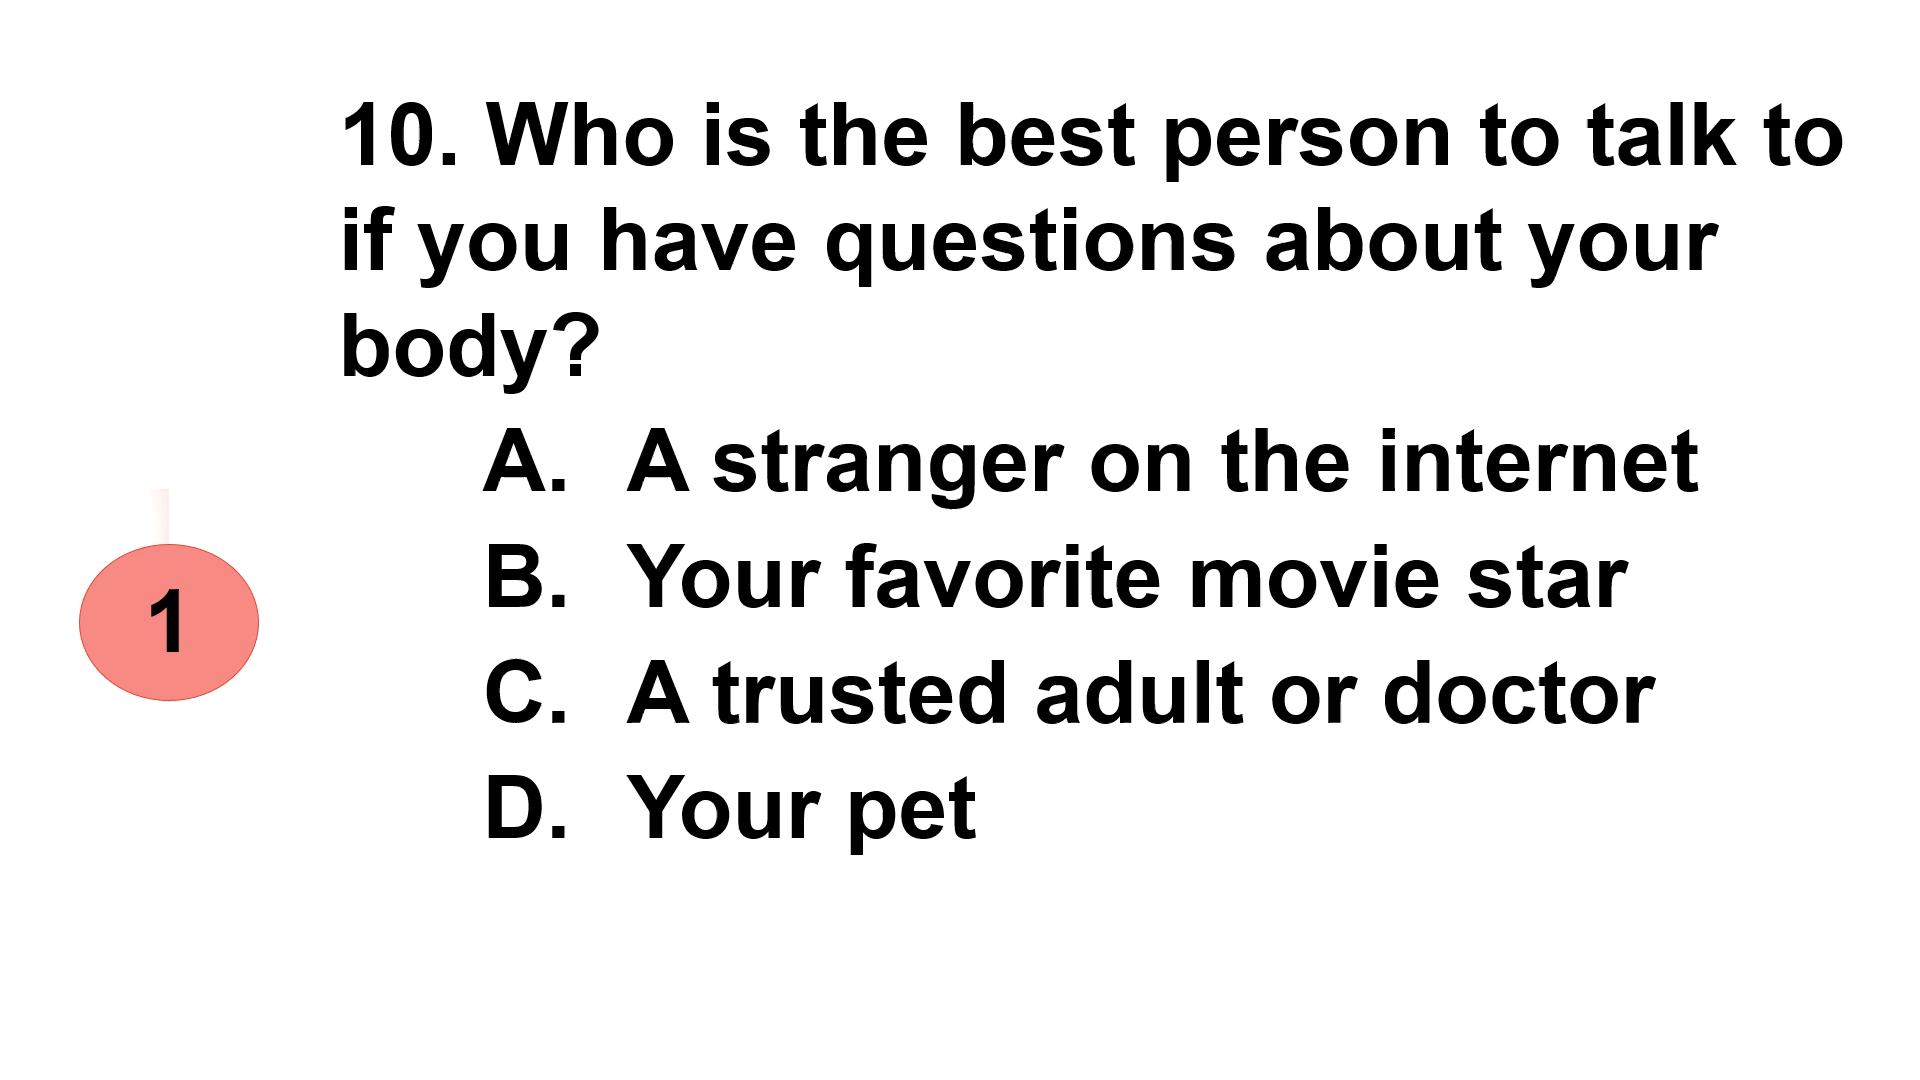 10. Who is the best person to talk to
if you have questions about your
body?
A. A stranger on the internet
B. Your favorite movie star
C. A trusted adult or doctor
D. Your pet
1